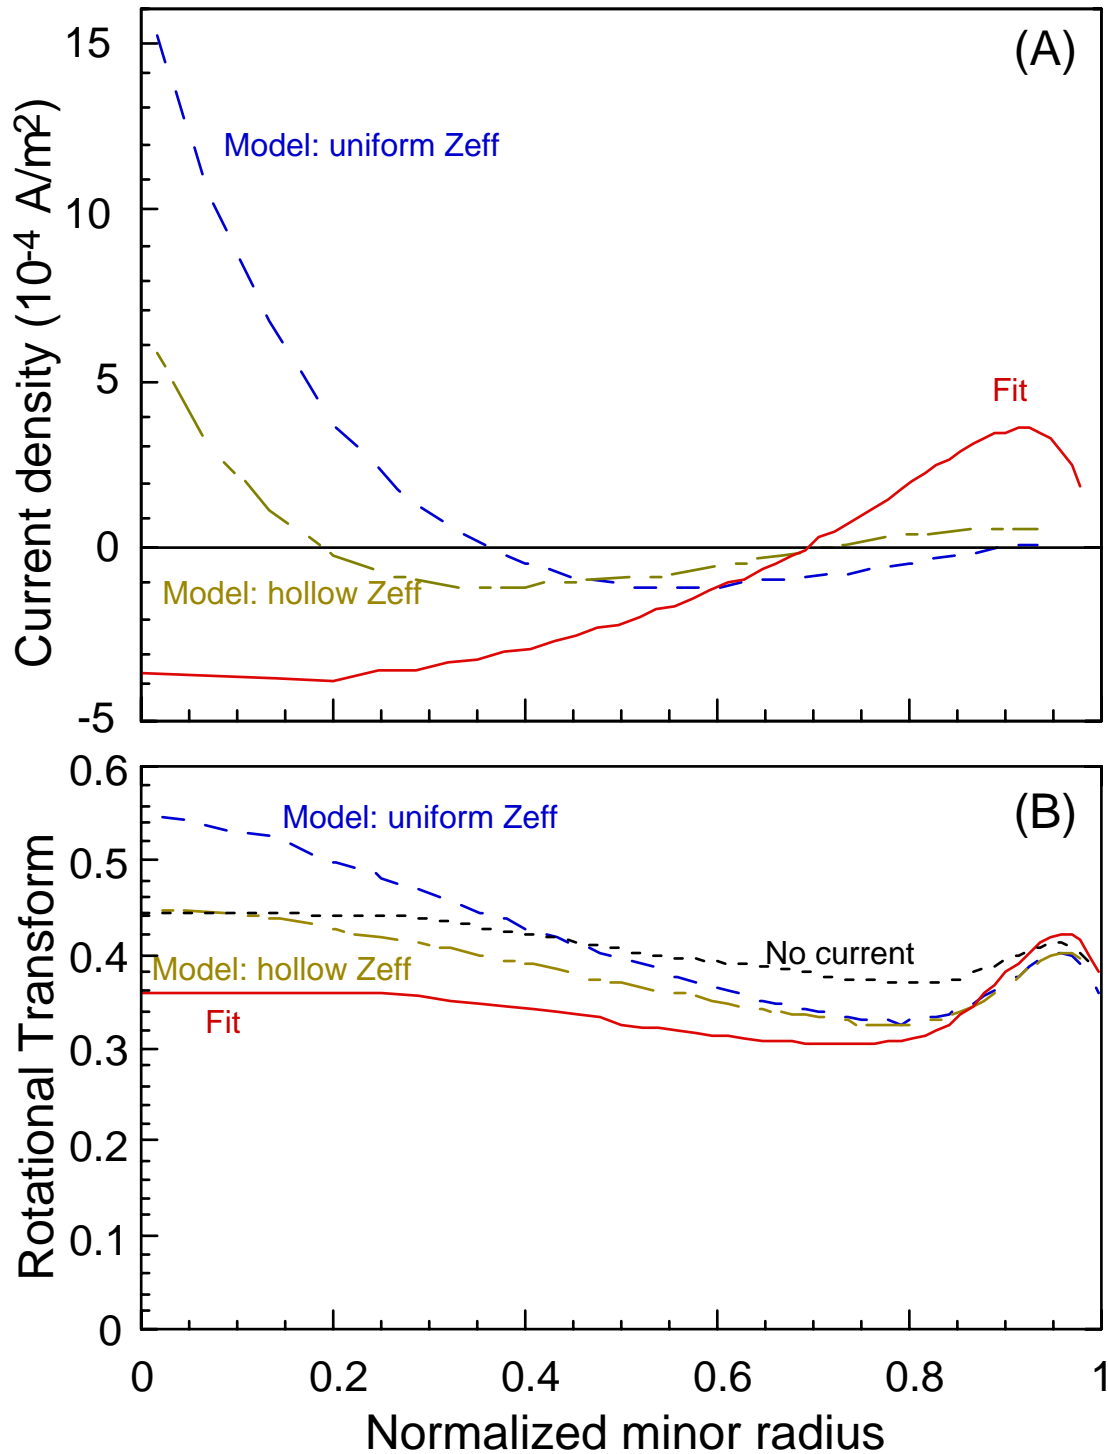 (A)
15
10
5
0
-5
Current density (10-4 A/m2)
Model: uniform Zeff
Fit
Model: hollow Zeff
(B)
0.6
0.5
0.4
0.3
0.2
0.1
0
Rotational Transform
Model: uniform Zeff
No current
Model: hollow Zeff
Fit
0 0.2 0.4 0.6 0.8 1
Normalized minor radius